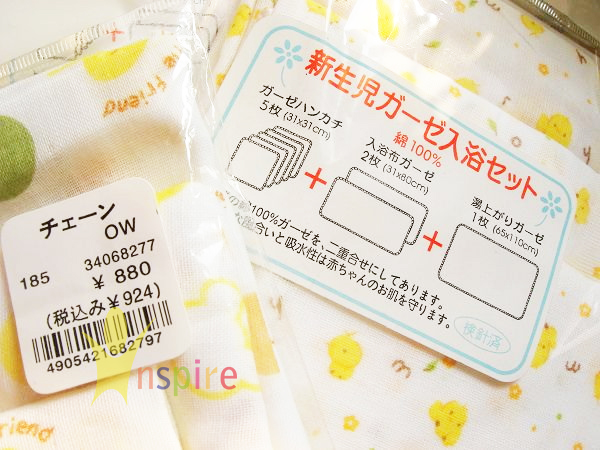 新生児ガーゼ入浴セット
綿100%
ガーゼハンカチ
5枚(31x31cm)
入浴布ガーゼ
2枚(31x80cm)
湯上がりガーゼ
1枚(65x110cm)
100%ガーゼを、二重合せにしてあります。
合いと吸水性は赤ちゃんのお肌を守ります。
検針済
チェーン
OW
34068277
185
¥880
(税込み¥924)
4905421682797
nspire
friend
friend